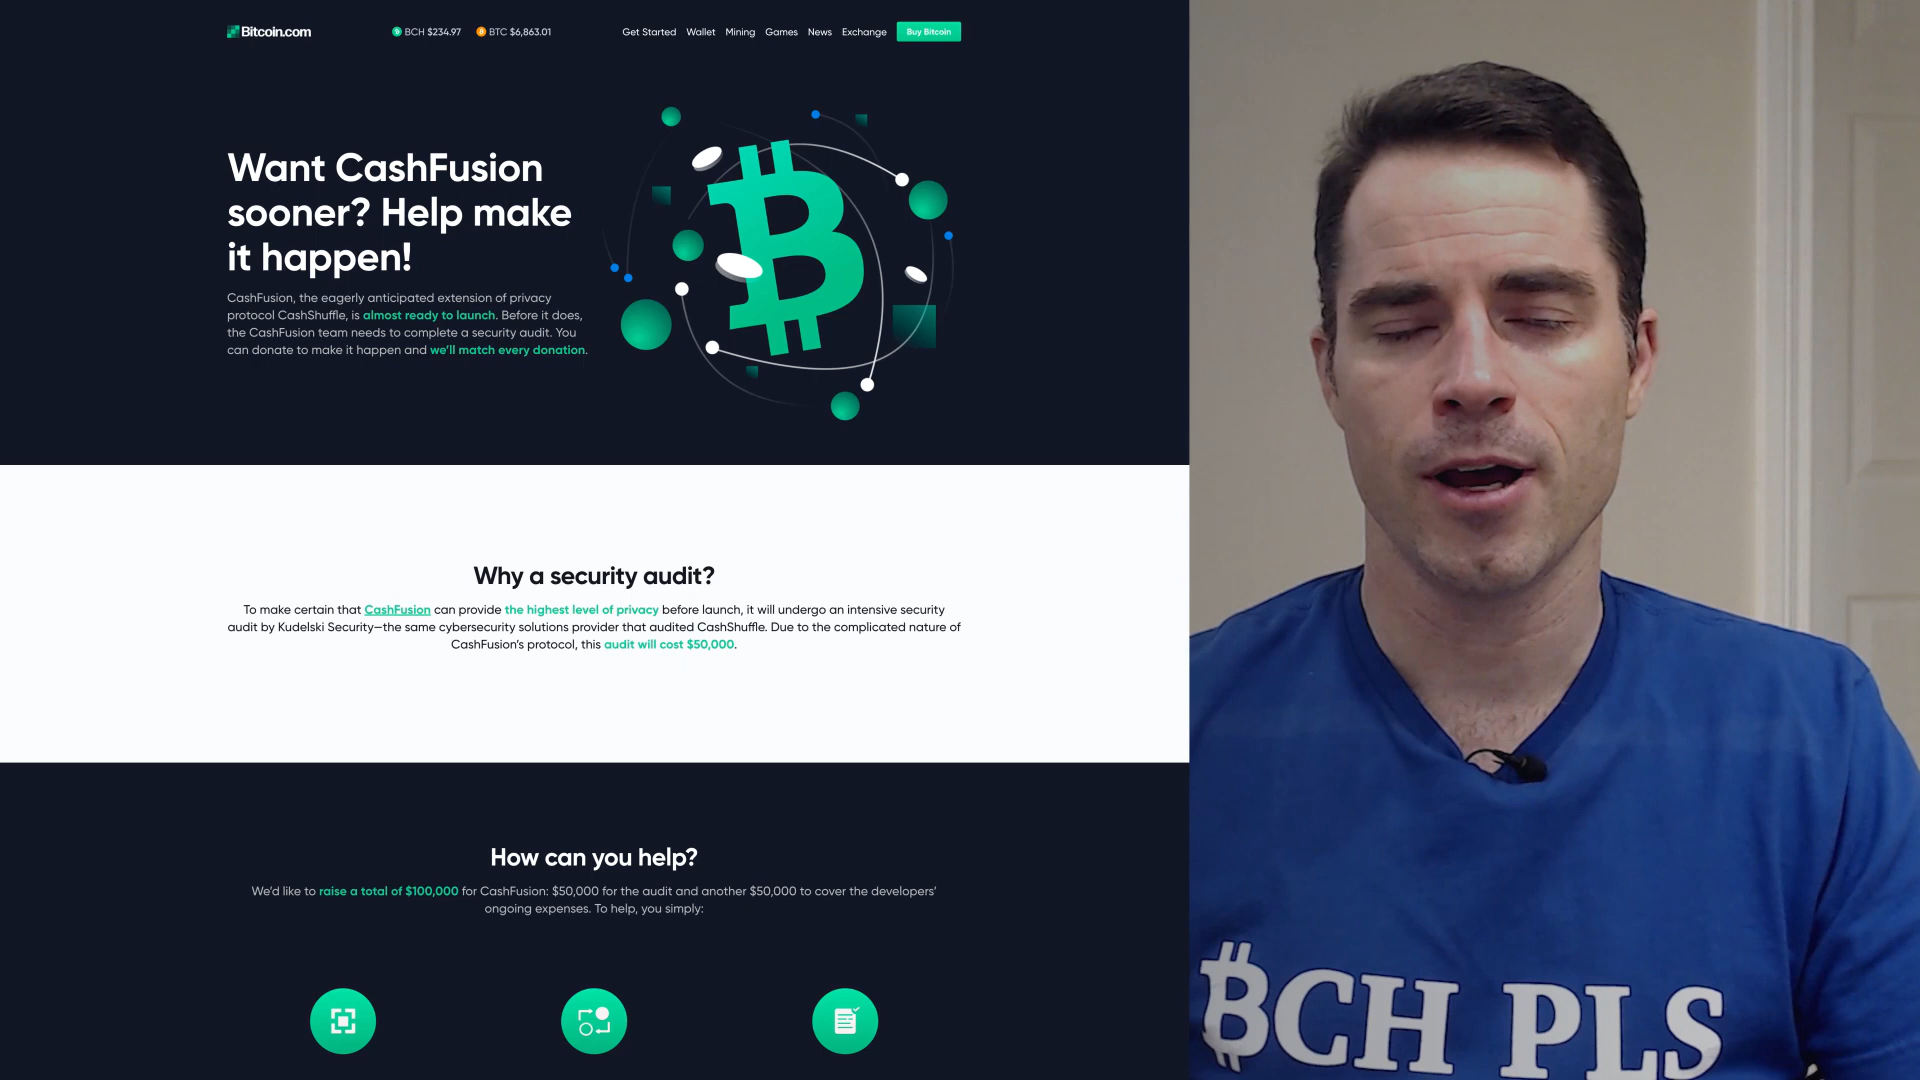 Bitcoin.com
BCH $234.97
BTC $6,863.01
Get Started Wallet Mining Games News Exchange Buy Bitcoin
Want CashFusion
sooner? Help make
it happen!
CashFusion, the eagerly anticipated extension of privacy
protocol CashShuffle, is almost ready to launch. Before it does,
the CashFusion team needs to complete a security audit. You
can donate to make it happen and we'll match every donation.
Why a security audit?
To make certain that CashFusion can provide the highest level of privacy before launch, it will undergo an intensive security
audit by Kudelski Security—the same cybersecurity solutions provider that audited CashShuffle. Due to the complicated nature of
CashFusion's protocol, this audit will cost $50,000.
How can you help?
We'd like to raise a total of $100,000 for CashFusion: $50,000 for the audit and another $50,000 to cover the developers'
ongoing expenses. To help, you simply:
₿CH PLS